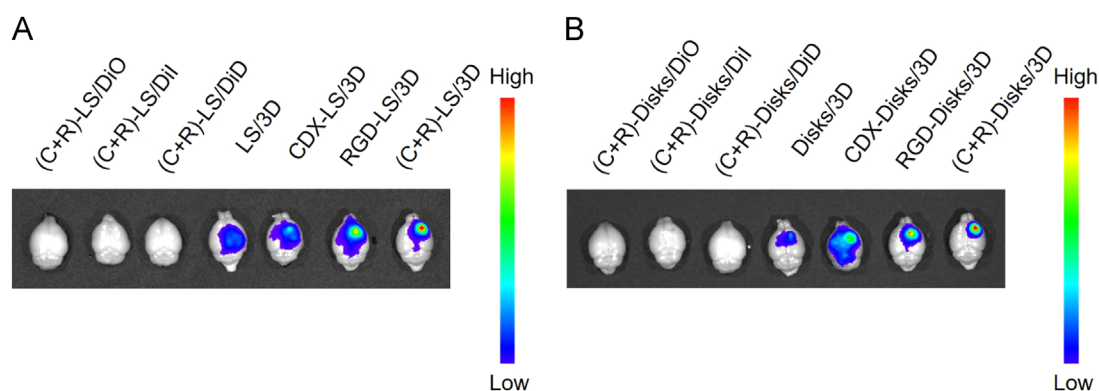 A
(C+R)-LS/DiO
(C+R)-LS/DiI
(C+R)-LS/DiD
LS/3D
CDX-LS/3D
RGD-LS/3D
(C+R)-LS/3D
High
Low
B
(C+R)-Disks/DiO
(C+R)-Disks/DiI
(C+R)-Disks/DiD
Disks/3D
CDX-Disks/3D
RGD-Disks/3D
(C+R)-Disks/3D
High
Low